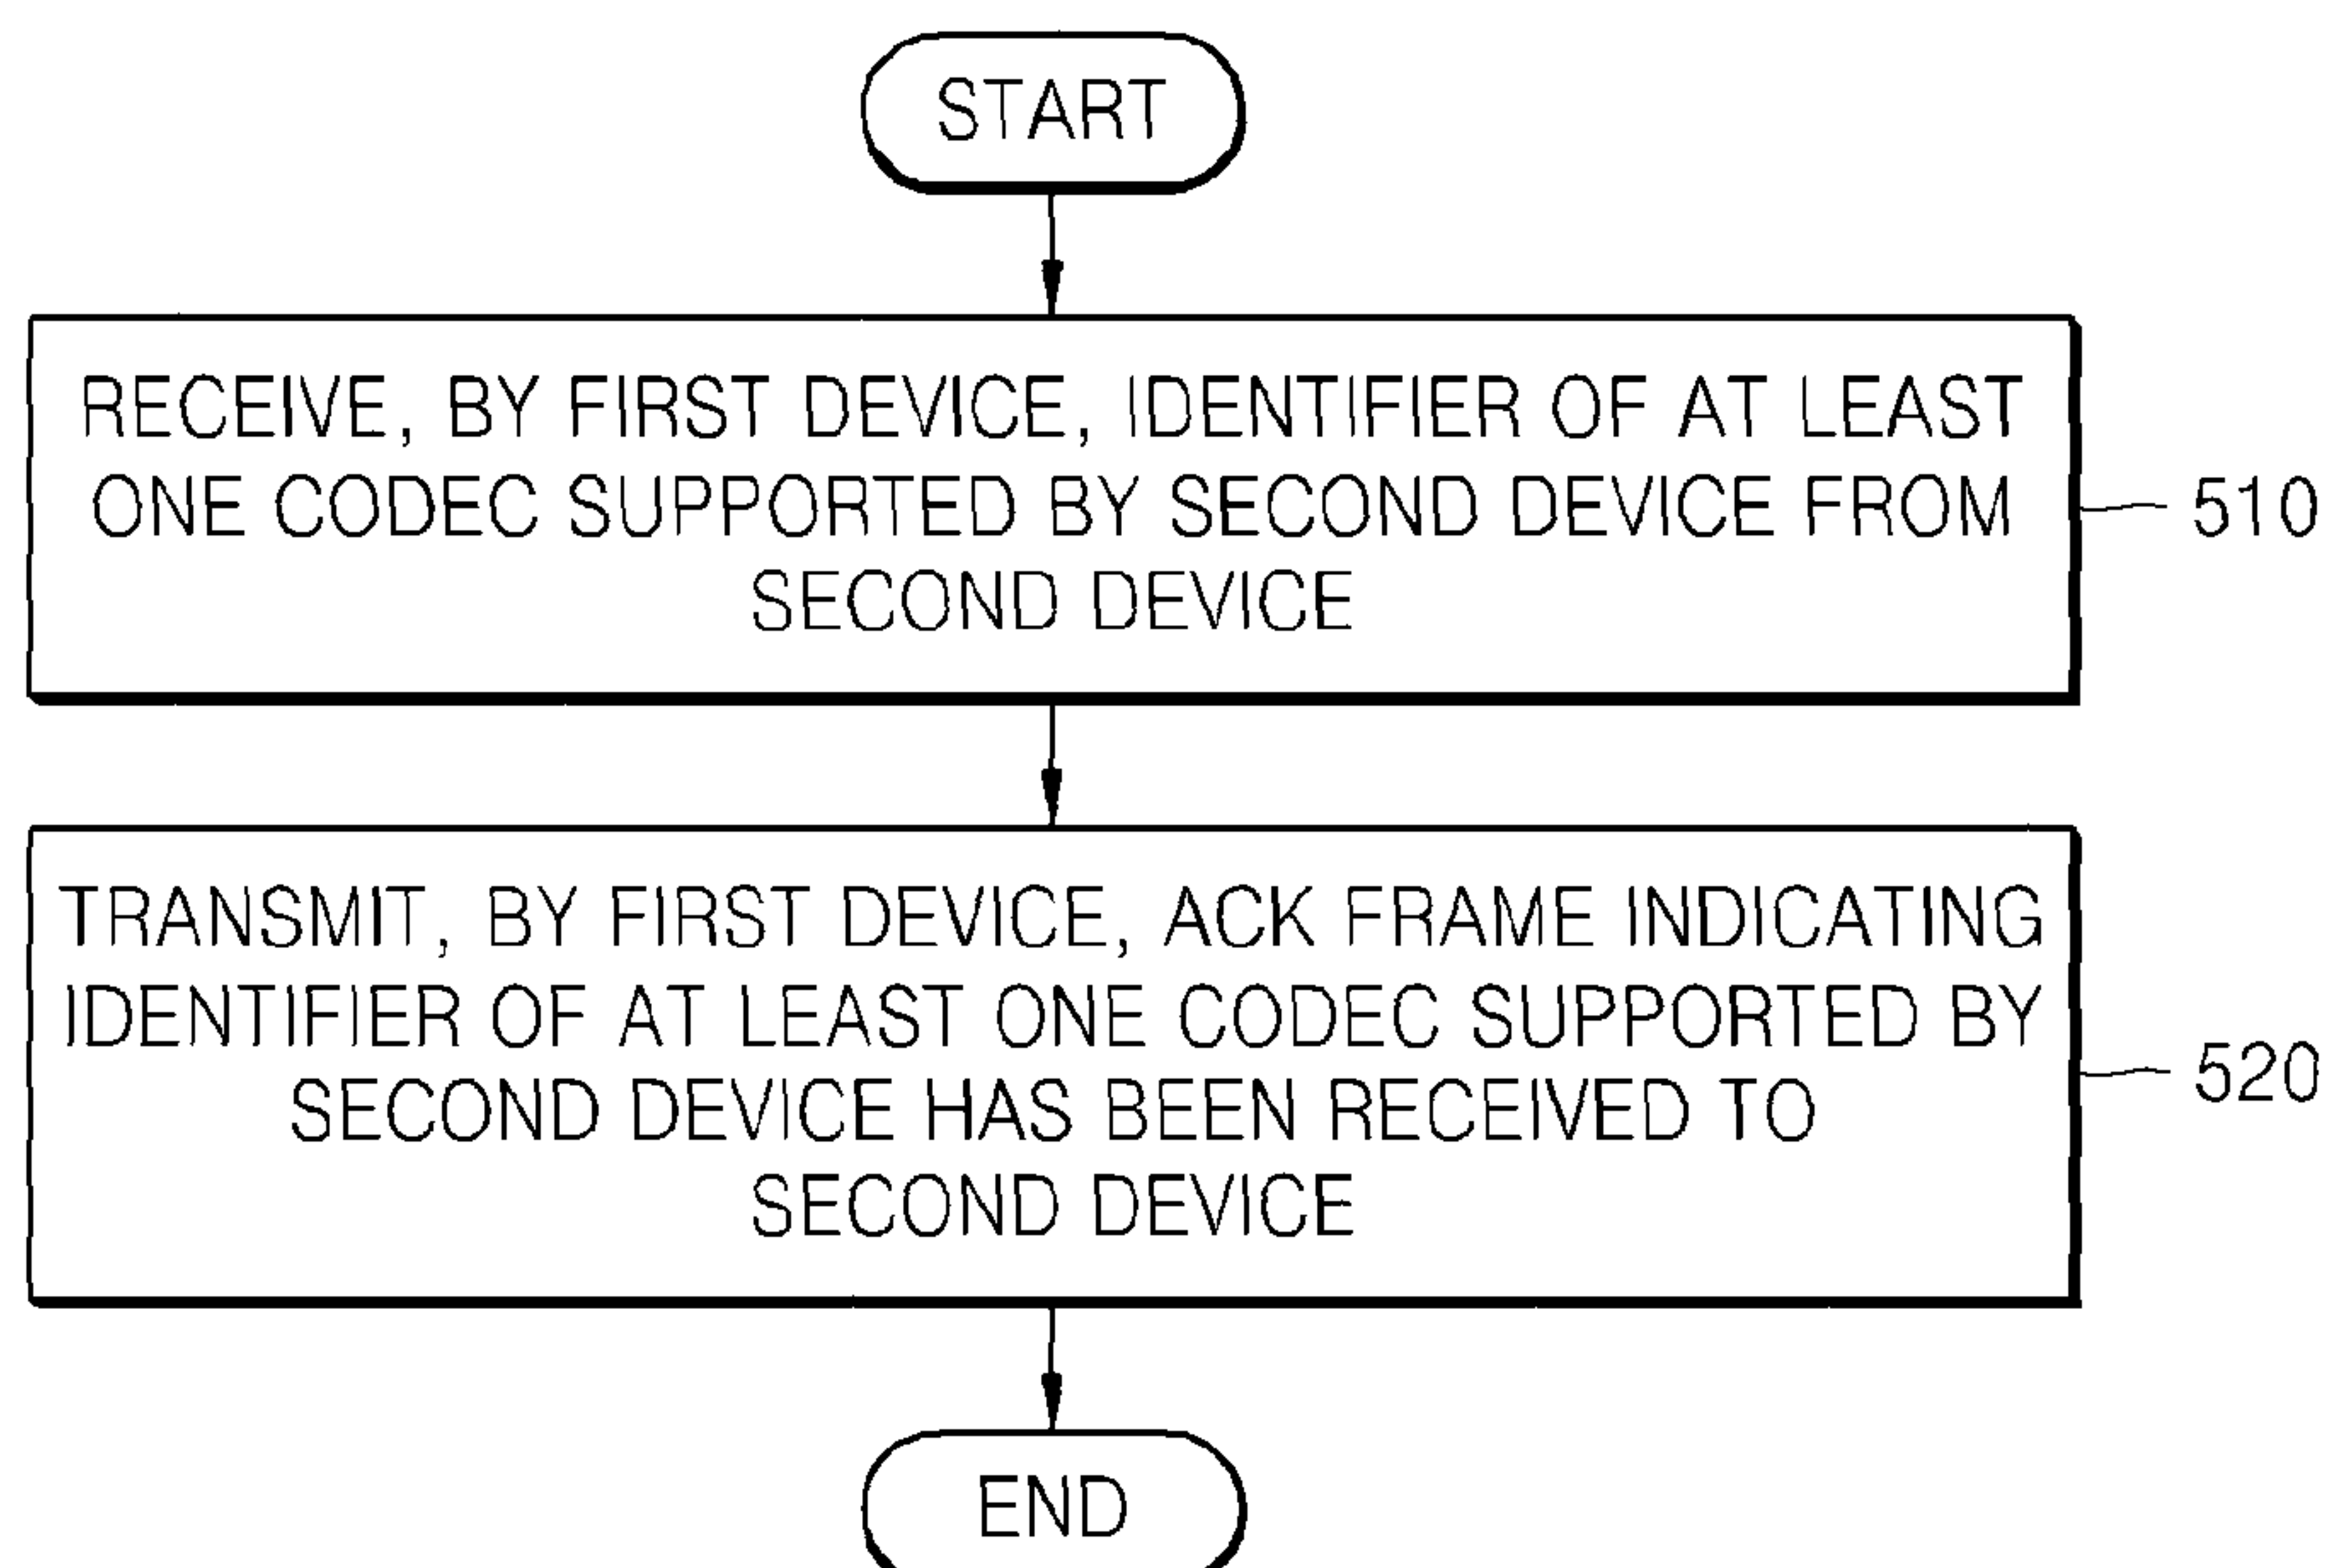 START
RECEIVE, BY FIRST DEVICE, IDENTIFIER OF AT LEAST
ONE CODEC SUPPORTED BY SECOND DEVICE FROM
SECOND DEVICE
510
TRANSMIT, BY FIRST DEVICE, ACK FRAME INDICATING
IDENTIFIER OF AT LEAST ONE CODEC SUPPORTED BY
SECOND DEVICE HAS BEEN RECEIVED TO
SECOND DEVICE
520
END